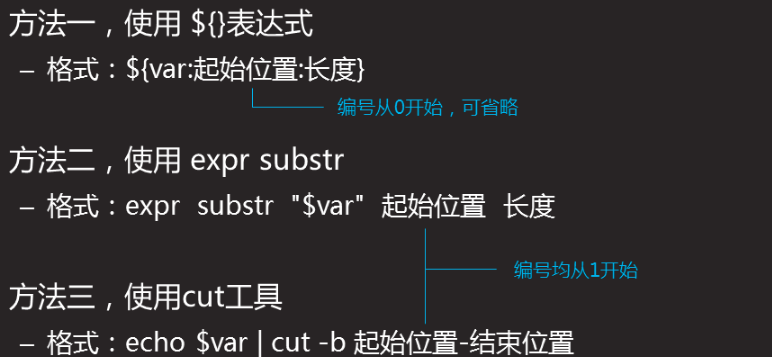 方法一，使用 ${}表达式
– 格式：${var:起始位置:长度}
编号从0开始，可省略
方法二，使用 expr substr
– 格式：expr substr "$var" 起始位置 长度
编号均从1开始
方法三，使用cut工具
– 格式：echo $var | cut -b 起始位置-结束位置